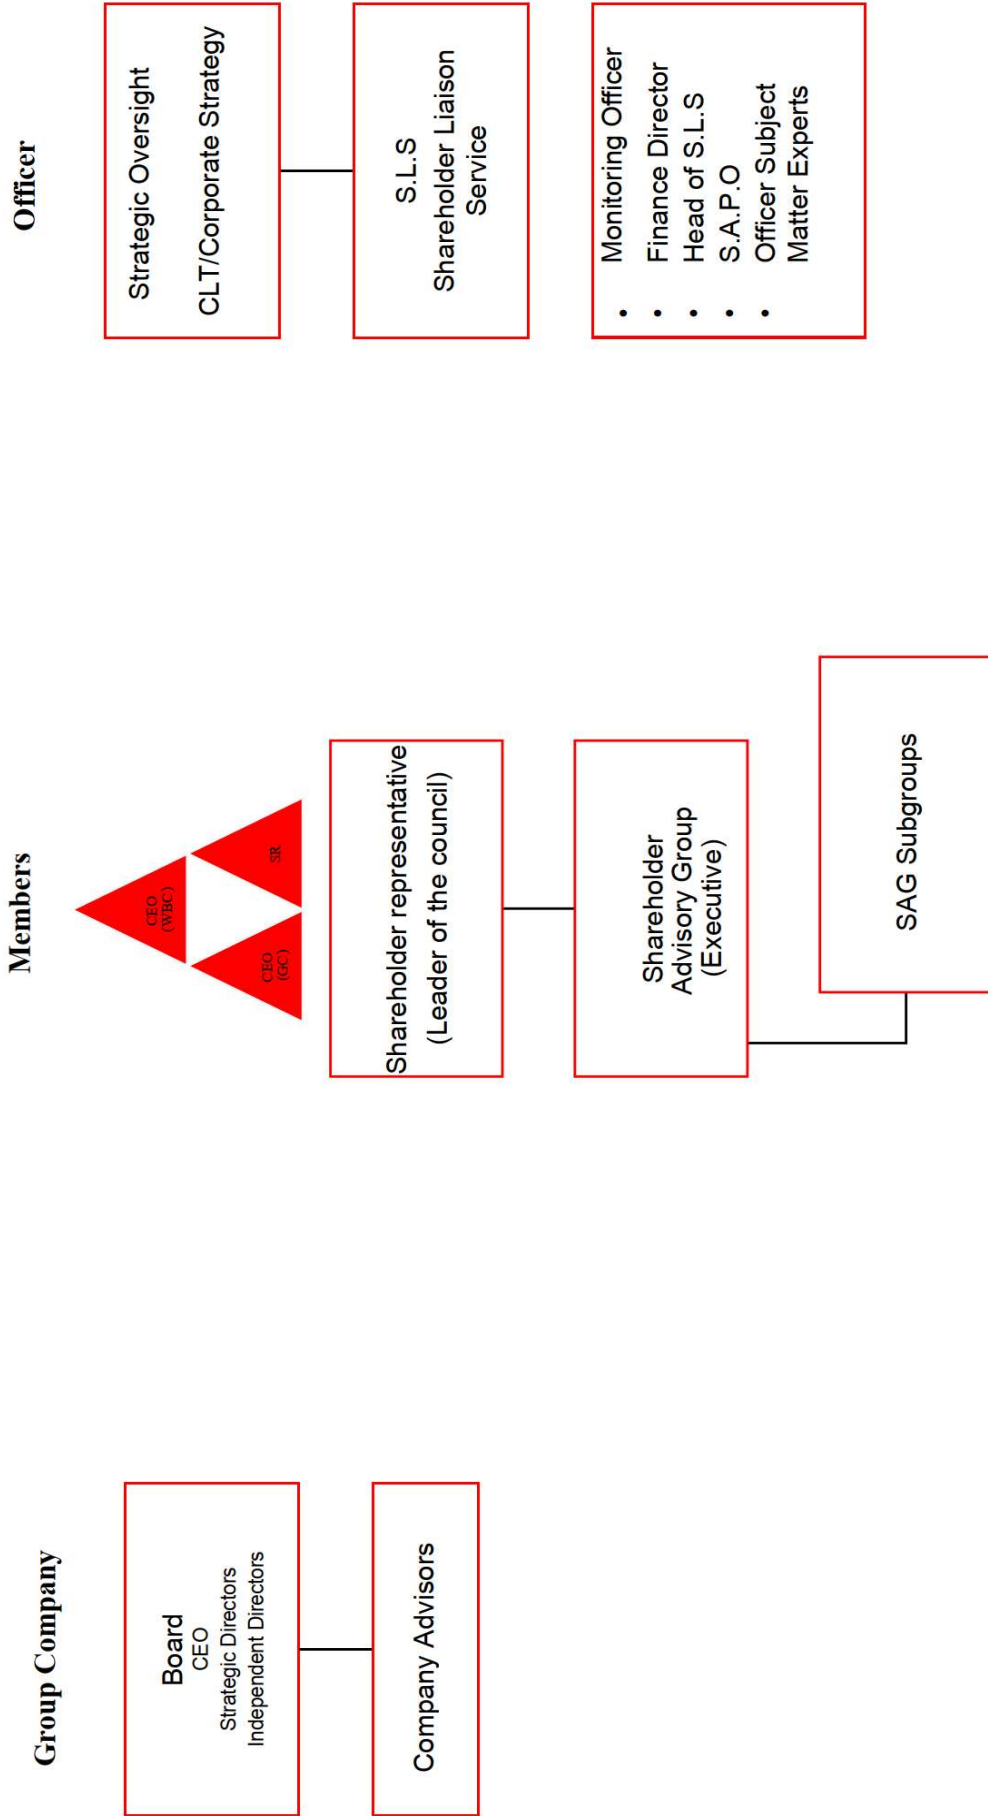 Group Company
Board
CEO
Strategic Directors
Independent Directors
Company Advisors
Members
CEO
(WBC)
CEO
(GC)
SR
Shareholder representative
(Leader of the council)
Shareholder
Advisory Group
(Executive)
SAG Subgroups
Officer
Strategic Oversight
CLT/Corporate Strategy
S.L.S
Shareholder Liaison
Service
• Monitoring Officer
• Finance Director
• Head of S.L.S
• S.A.P.O
• Officer Subject
Matter Experts